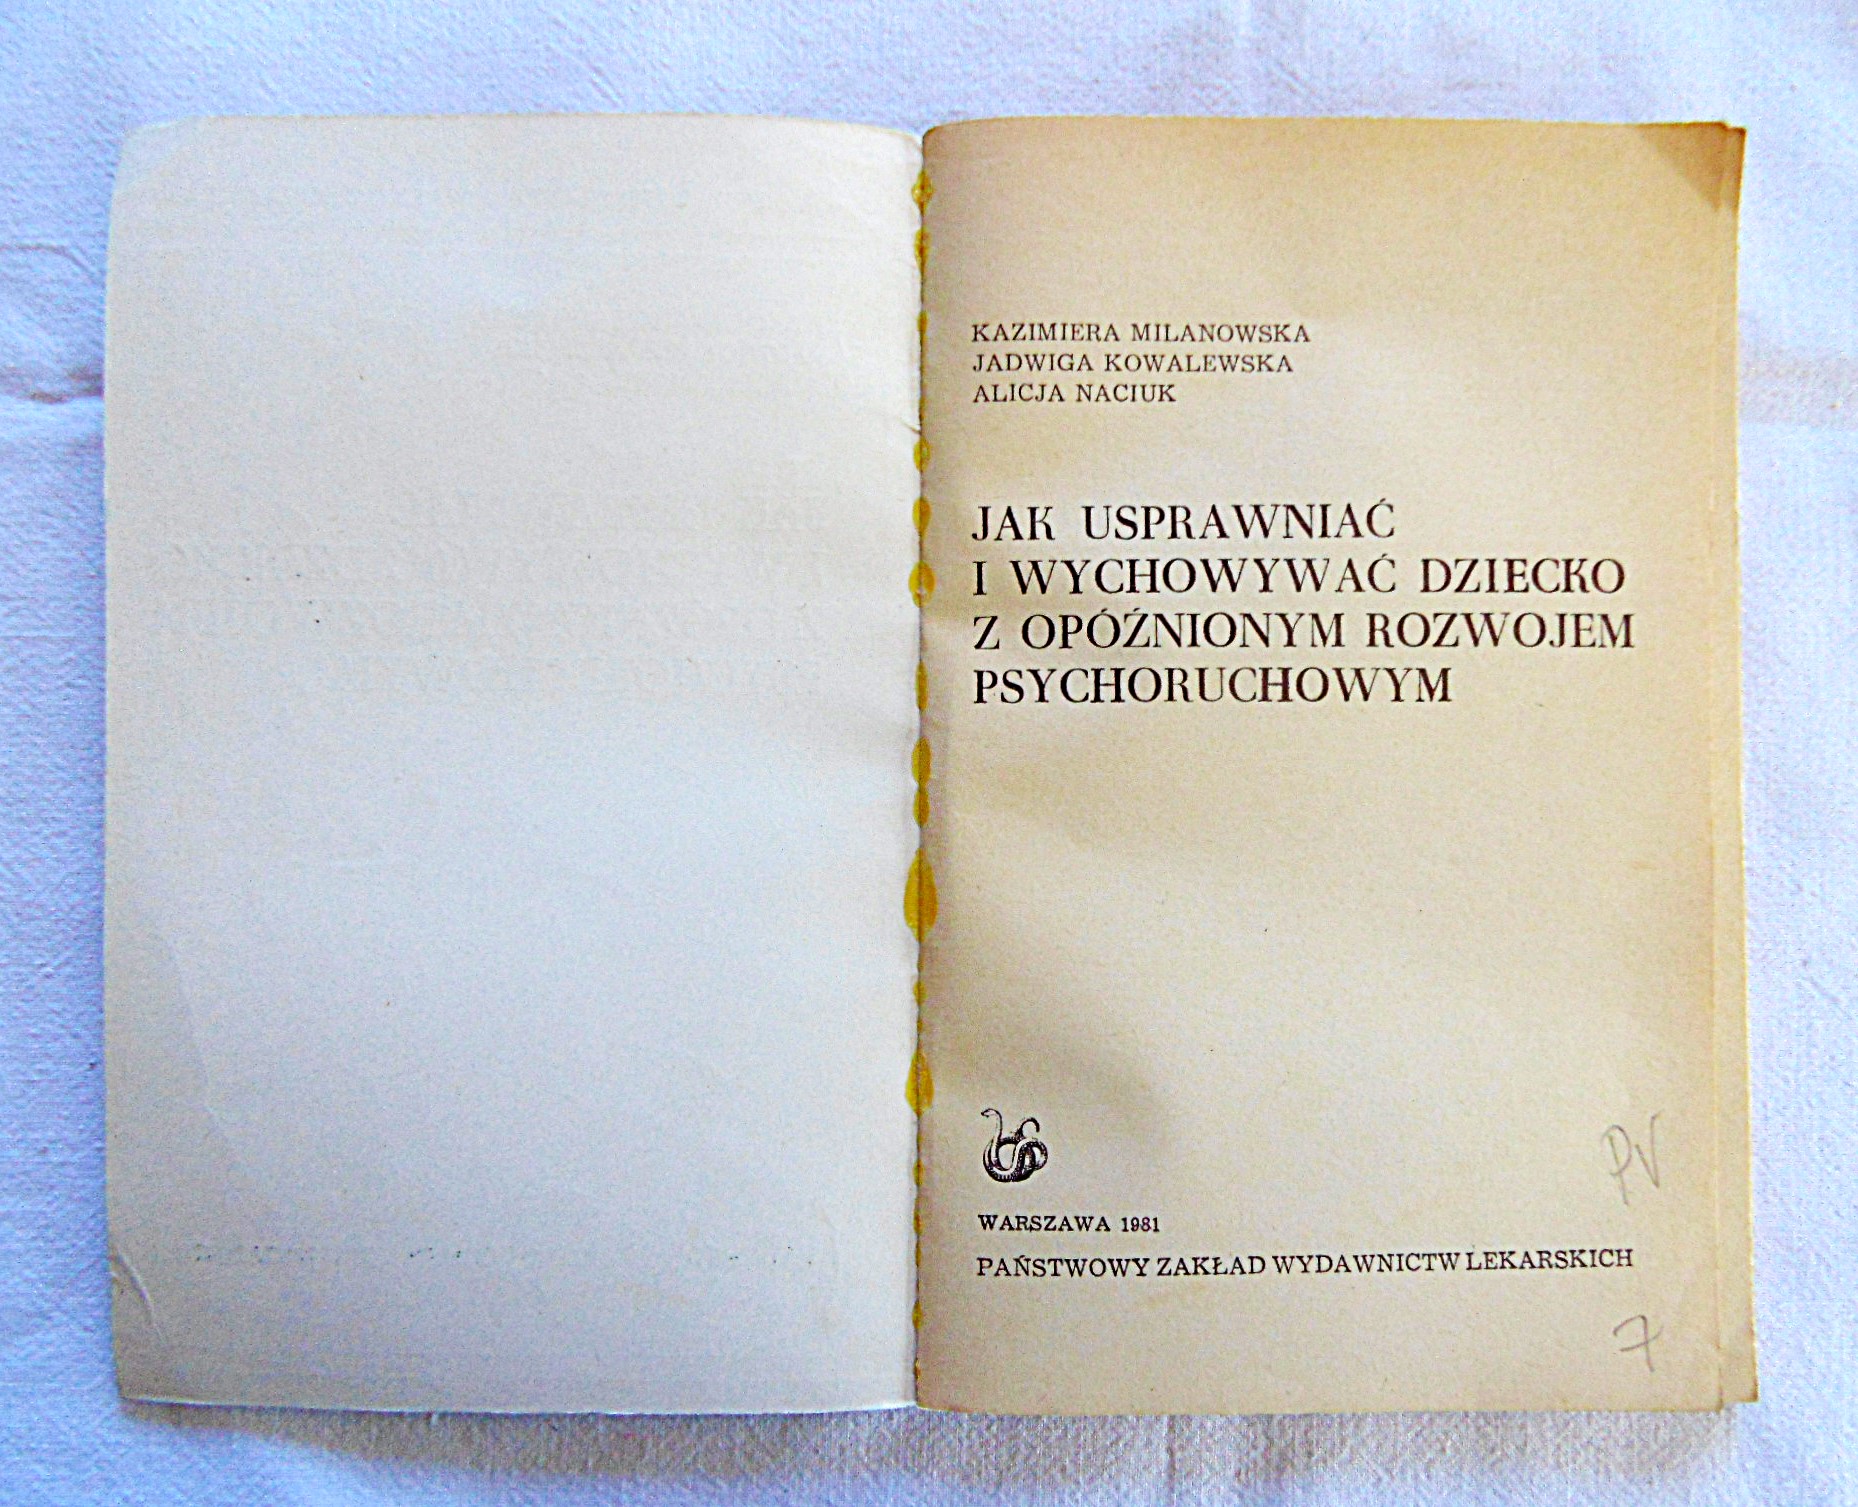 KAZIMIERA MILANOWSKA
JADWIGA KOWALEWSKA
ALICJA NACIUK
JAK USPRAWNIAĆ
I WYCHOWYWAĆ DZIECKO
Z OPÓŹNIONYM ROZWOJEM
PSYCHORUCHOWYM
PV
WARSZAWA 1981
PAŃSTWOWY ZAKŁAD WYDAWNICTW LEKARSKICH
7